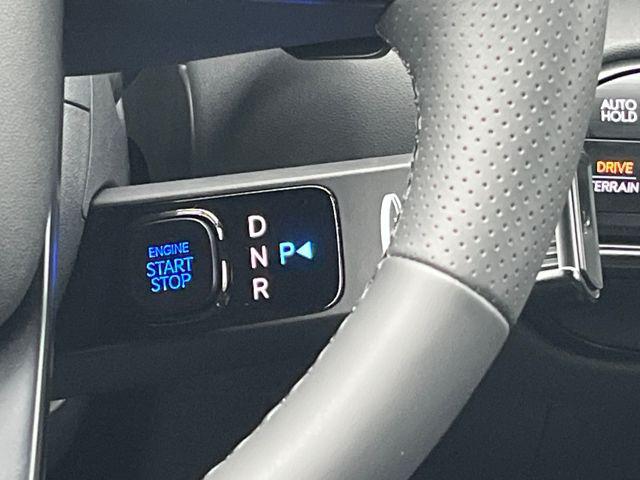 ENGINE
START
STOP
D
N
R
P
AUTO
HOLD
DRIVE
TERRAIN